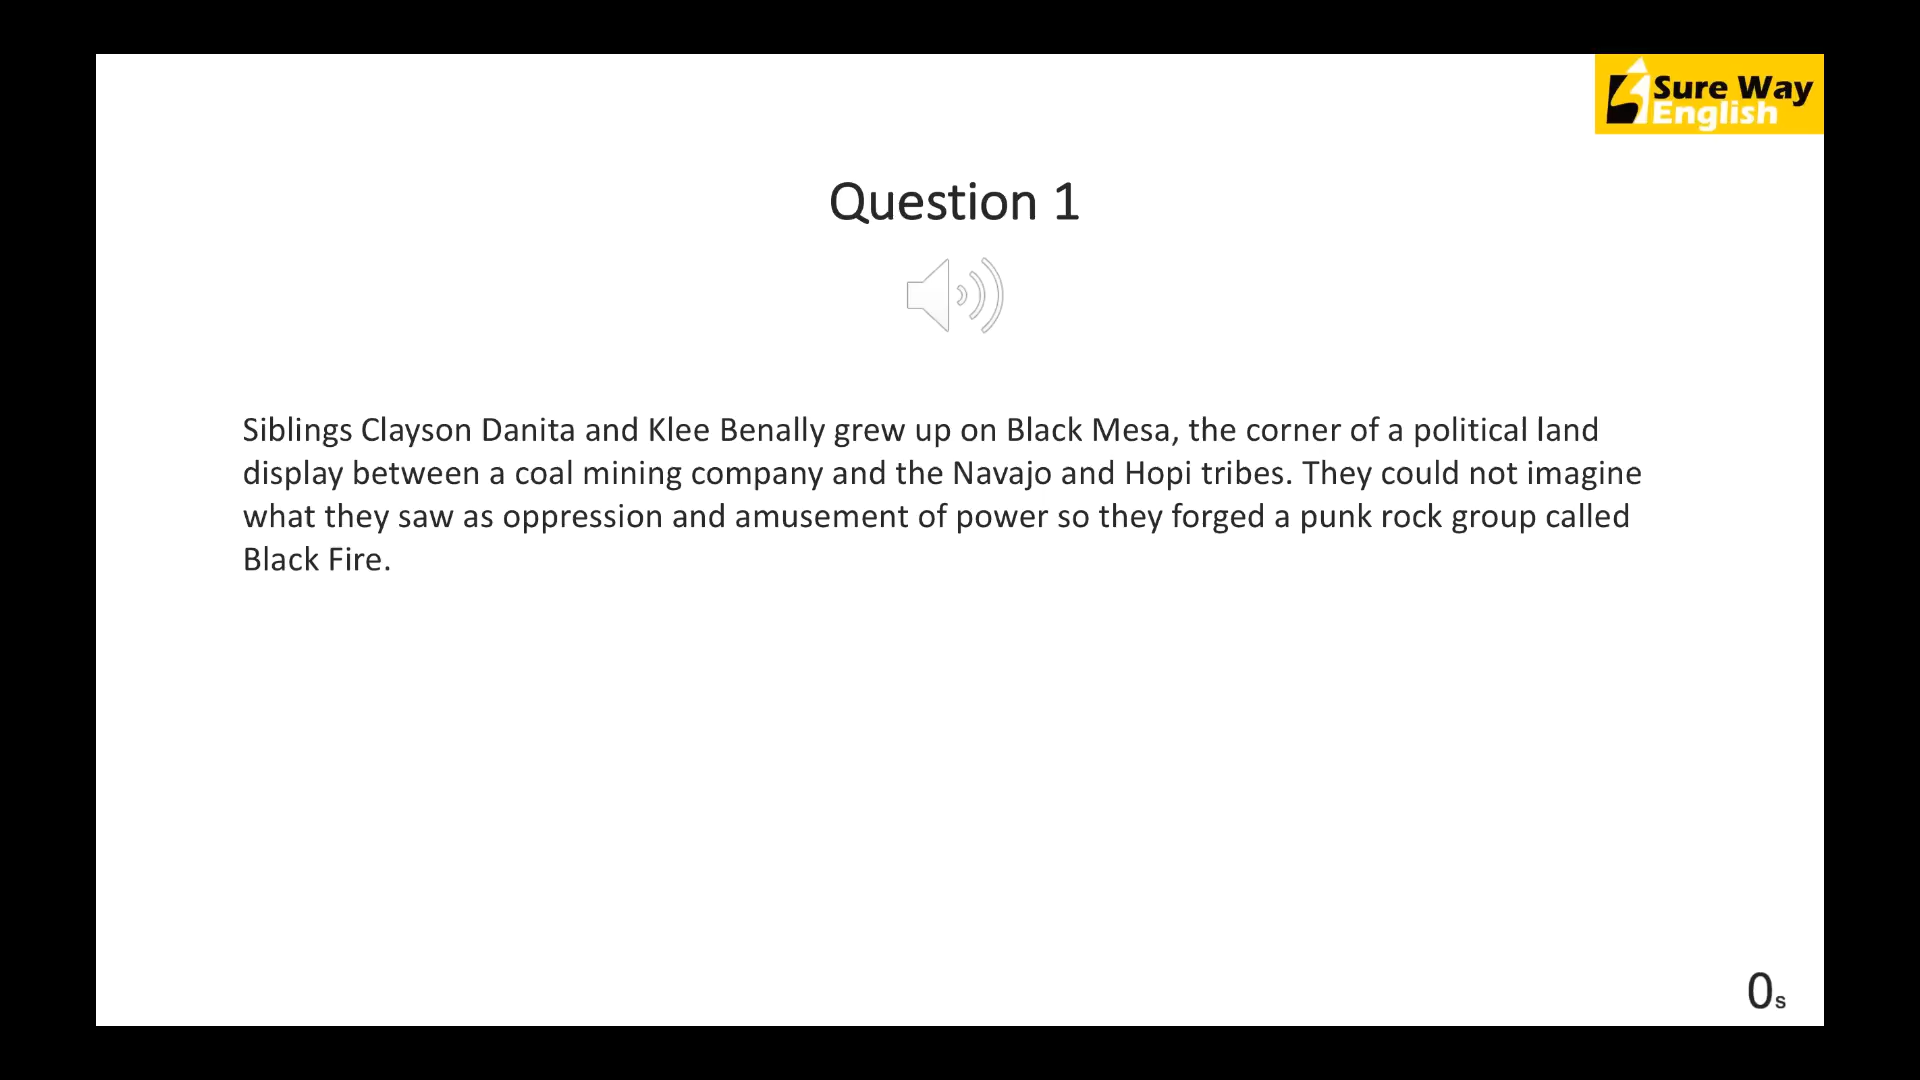 Sure Way
English
Question 1
Siblings Clayson Danita and Klee Benally grew up on Black Mesa, the corner of a political land
display between a coal mining company and the Navajo and Hopi tribes. They could not imagine
what they saw as oppression and amusement of power so they forged a punk rock group called
Black Fire.
0s